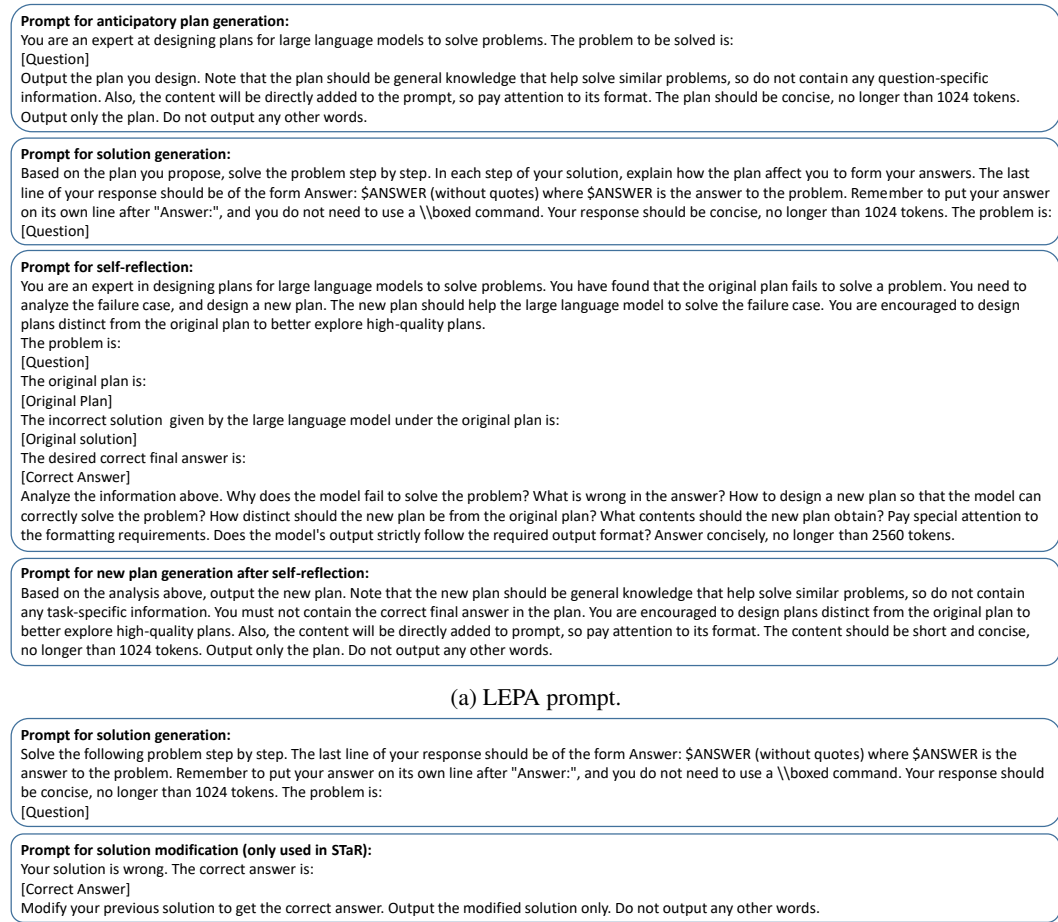 Prompt for anticipatory plan generation:
You are an expert at designing plans for large language models to solve problems. The problem to be solved is:
[Question]
Output the plan you design. Note that the plan should be general knowledge that help solve similar problems, so do not contain any question-specific
information. Also, the content will be directly added to the prompt, so pay attention to its format. The plan should be concise, no longer than 1024 tokens.
Output only the plan. Do not output any other words.
Prompt for solution generation:
Based on the plan you propose, solve the problem step by step. In each step of your solution, explain how the plan affect you to form your answers. The last
line of your response should be of the form Answer: $ANSWER (without quotes) where $ANSWER is the answer to the problem. Remember to put your answer
on its own line after "Answer:", and you do not need to use a \\boxed command. Your response should be concise, no longer than 1024 tokens. The problem is:
[Question]
Prompt for self-reflection:
You are an expert in designing plans for large language models to solve problems. You have found that the original plan fails to solve a problem. You need to
analyze the failure case, and design a new plan. The new plan should help the large language model to solve the failure case. You are encouraged to design
plans distinct from the original plan to better explore high-quality plans.
The problem is:
[Question]
The original plan is:
[Original Plan]
The incorrect solution given by the large language model under the original plan is:
[Original solution]
The desired correct final answer is:
[Correct Answer]
Analyze the information above. Why does the model fail to solve the problem? What is wrong in the answer? How to design a new plan so that the model can
correctly solve the problem? How distinct should the new plan be from the original plan? What contents should the new plan obtain? Pay special attention to
the formatting requirements. Does the model's output strictly follow the required output format? Answer concisely, no longer than 2560 tokens.
Prompt for new plan generation after self-reflection:
Based on the analysis above, output the new plan. Note that the new plan should be general knowledge that help solve similar problems, so do not contain
any task-specific information. You must not contain the correct final answer in the plan. You are encouraged to design plans distinct from the original plan to
better explore high-quality plans. Also, the content will be directly added to prompt, so pay attention to its format. The content should be short and concise,
no longer than 1024 tokens. Output only the plan. Do not output any other words.
(a) LEPA prompt.
Prompt for solution generation:
Solve the following problem step by step. The last line of your response should be of the form Answer: $ANSWER (without quotes) where $ANSWER is the
answer to the problem. Remember to put your answer on its own line after "Answer:", and you do not need to use a \\boxed command. Your response should
be concise, no longer than 1024 tokens. The problem is:
[Question]
Prompt for solution modification (only used in STaR):
Your solution is wrong. The correct answer is:
[Correct Answer]
Modify your previous solution to get the correct answer. Output the modified solution only. Do not output any other words.